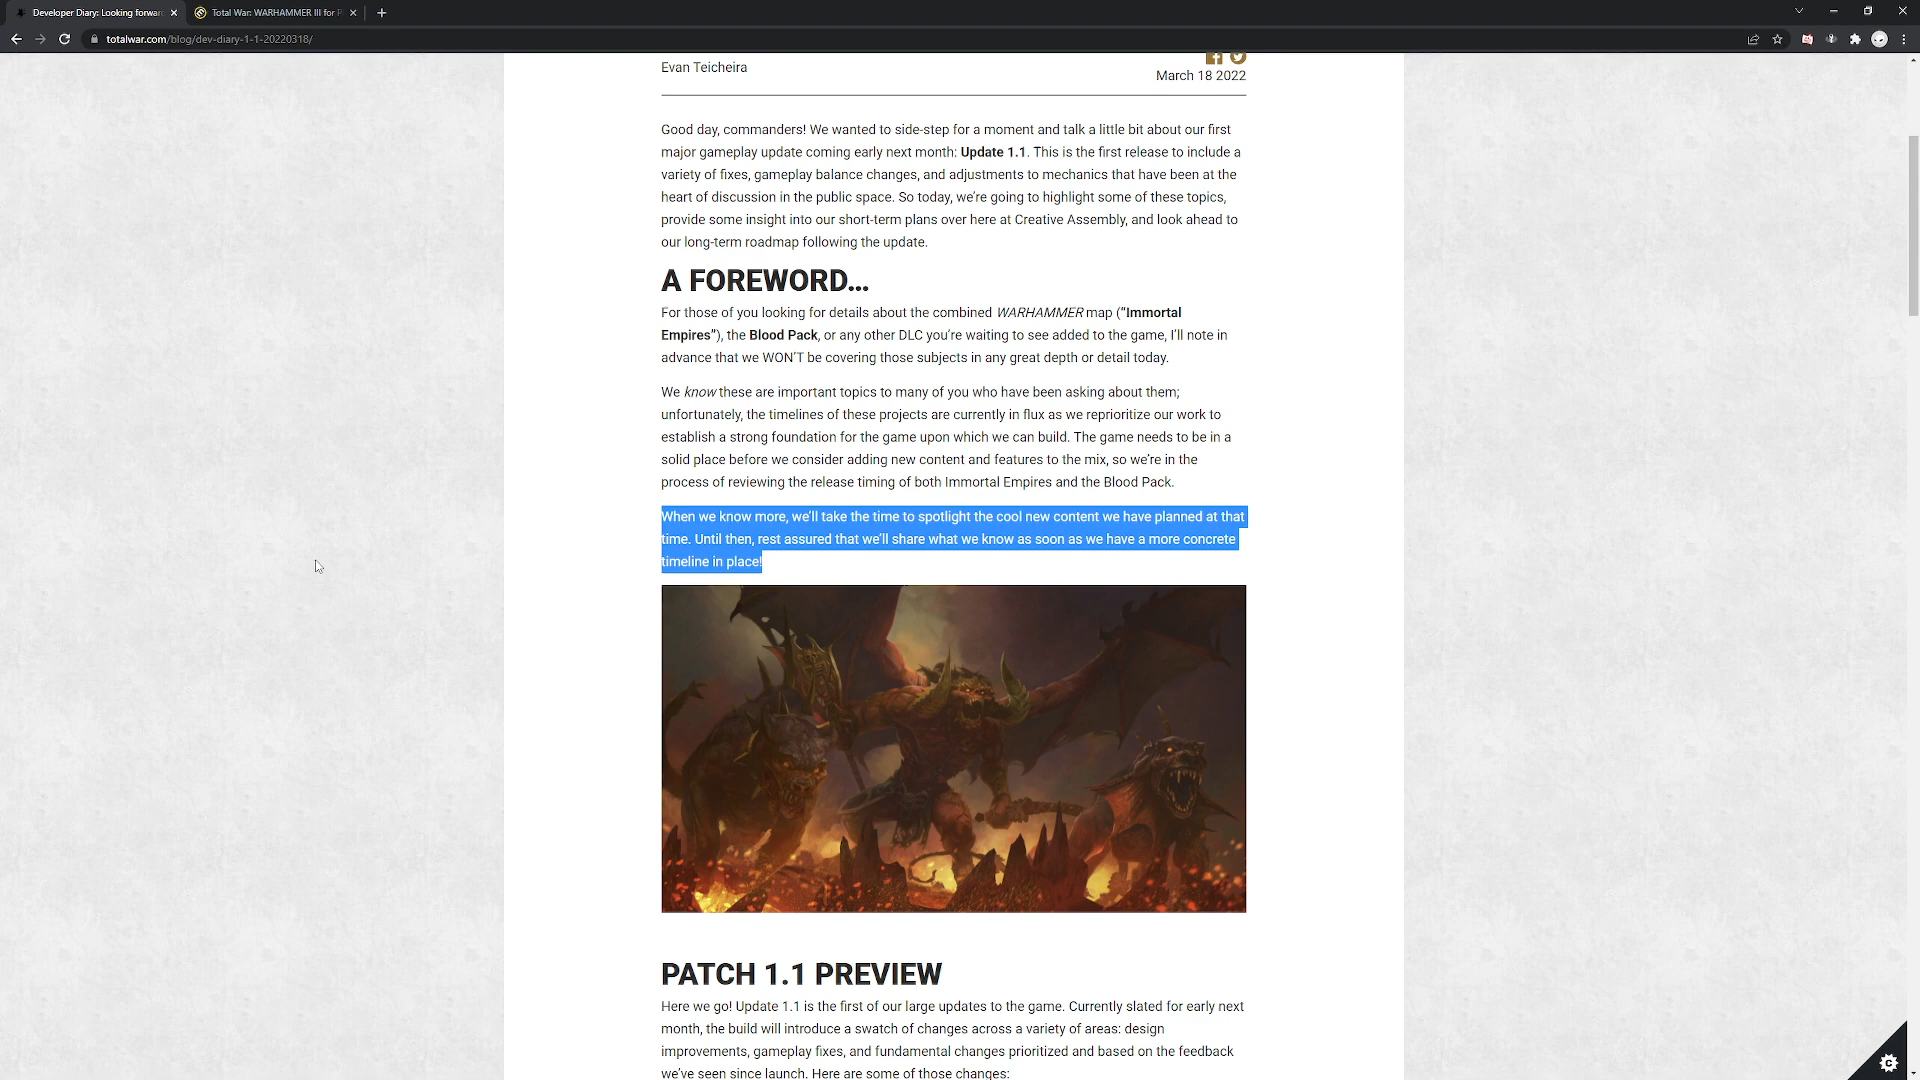 Developer Diary: Looking forwar
Total War: WARHAMMER III for P
totalwar.com/blog/dev-diary-1-1-20220318/
Evan Teicheira
March 18 2022
Good day, commanders! We wanted to side-step for a moment and talk a little bit about our first
major gameplay update coming early next month: Update 1.1. This is the first release to include a
variety of fixes, gameplay balance changes, and adjustments to mechanics that have been at the
heart of discussion in the public space. So today, we're going to highlight some of these topics,
provide some insight into our short-term plans over here at Creative Assembly, and look ahead to
our long-term roadmap following the update.
A FOREWORD...
For those of you looking for details about the combined WARHAMMER map (“Immortal
Empires”), the Blood Pack, or any other DLC you’re waiting to see added to the game, I’ll note in
advance that we WON’T be covering those subjects in any great depth or detail today.
We know these are important topics to many of you who have been asking about them;
unfortunately, the timelines of these projects are currently in flux as we reprioritize our work to
establish a strong foundation for the game upon which we can build. The game needs to be in a
solid place before we consider adding new content and features to the mix, so we’re in the
process of reviewing the release timing of both Immortal Empires and the Blood Pack.
When we know more, we’ll take the time to spotlight the cool new content we have planned at that
time. Until then, rest assured that we’ll share what we know as soon as we have a more concrete
timeline in place!
PATCH 1.1 PREVIEW
Here we go! Update 1.1 is the first of our large updates to the game. Currently slated for early next
month, the build will introduce a swatch of changes across a variety of areas: design
improvements, gameplay fixes, and fundamental changes prioritized and based on the feedback
we’ve seen since launch. Here are some of those changes: